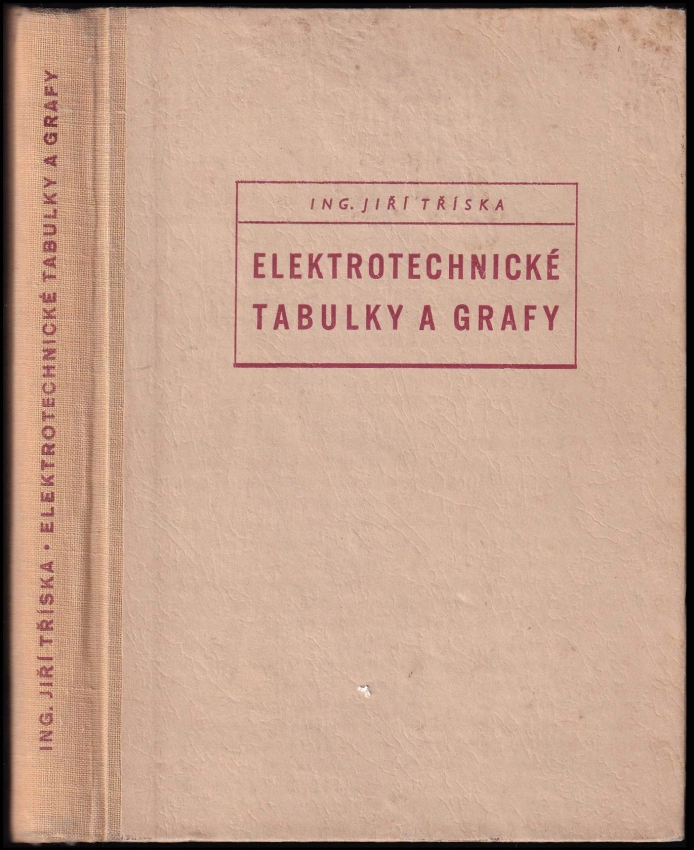 ING. JIŘÍ TŘÍSKA • ELEKTROTECHNICKÉ TABULKY A GRAFY
ING. JIŘÍ TŘÍSKA
ELEKTROTECHNICKÉ
TABULKY A GRAFY